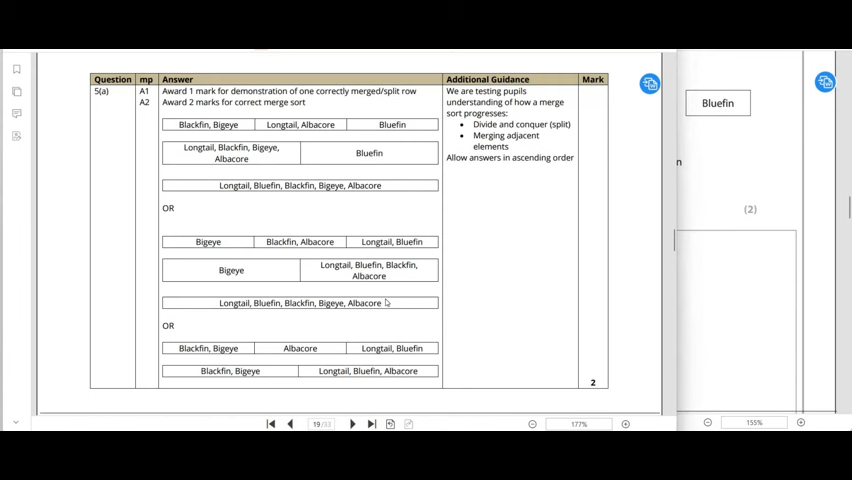 Question mp Answer Additional Guidance Mark
5(a) A1 Award 1 mark for demonstration of one correctly merged/split row
A2 Award 2 marks for correct merge sort
Blackfin, Bigeye Longtail, Albacore Bluefin
Longtail, Blackfin, Bigeye,
Albacore
Bluefin
Longtail, Bluefin, Blackfin, Bigeye, Albacore
OR
Bigeye Blackfin, Albacore Longtail, Bluefin
Bigeye
Longtail, Bluefin, Blackfin,
Albacore
Longtail, Bluefin, Blackfin, Bigeye, Albacore
OR
Blackfin, Bigeye Albacore Longtail, Bluefin
Blackfin, Bigeye Longtail, Bluefin, Albacore
We are testing pupils
understanding of how a merge
sort progresses:
• Divide and conquer (split)
• Merging adjacent
elements
Allow answers in ascending order
2
19 /33
177%
Bluefin
n
(2)
155%